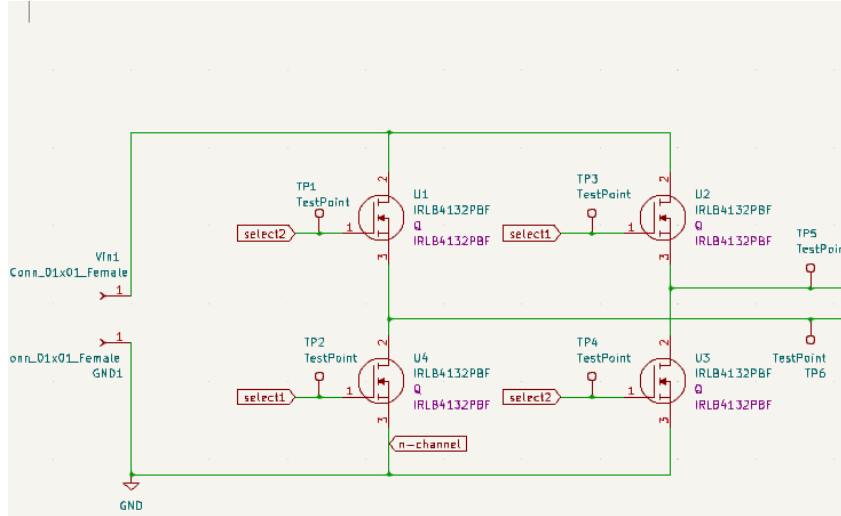 2
2
TP1
TestPoint
U1
IRLB4132PBF
Q
IRLB4132PBF
TP3
TestPoint
U2
IRLB4132PBF
Q
IRLB4132PBF
select2
1
select1
1
TP5
TestPoin
3
3
Vin1
Conn_01x01_Female
1
1
onn_01x01_Female
GND1
2
2
TP2
TestPoint
U4
IRLB4132PBF
Q
IRLB4132PBF
TP4
TestPoint
U3
IRLB4132PBF
Q
IRLB4132PBF
TestPoint
TP6
select1
1
select2
1
3
3
n-channel
GND